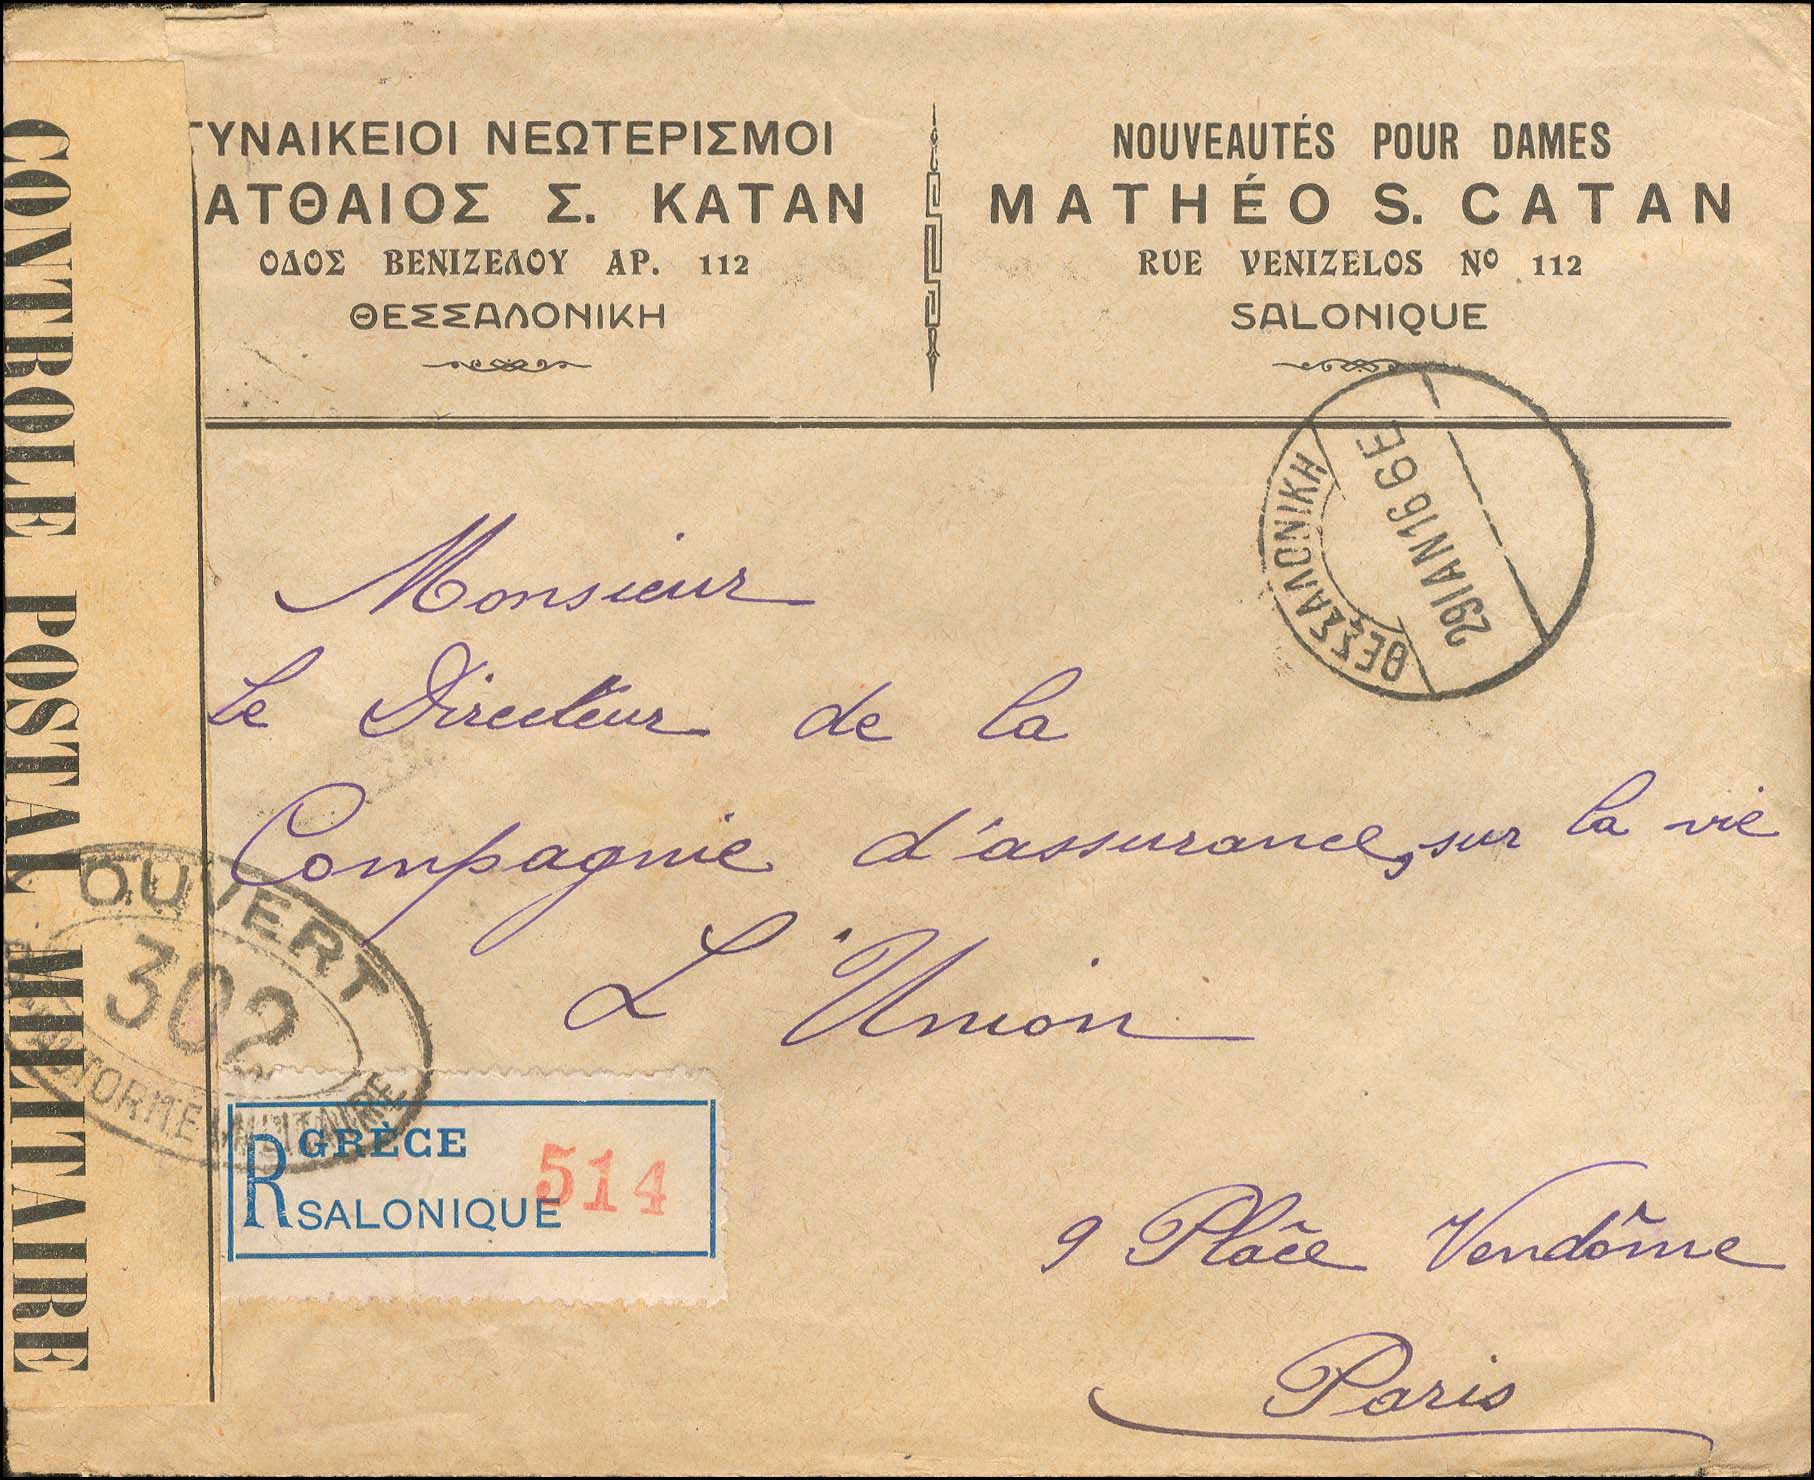 CONTROLE POSTAL MILITAIRE
ΓΥΝΑΙΚΕΙΟΙ ΝΕΩΤΕΡΙΣΜΟΙ
ΑΤΘΑΙΟΣ Σ. ΚΑΤΑΝ
ΟΔΟΣ ΒΕΝΙΖΕΛΟΥ ΑΡ. 112
ΘΕΣΣΑΛΟΝΙΚΗ
NOUVEAUTÉS POUR DAMES
MATHÉO S. CATAN
RUE VENIZELOS Nº 112
SALONIQUE
ΘΕΣΣΑΛΟΝΙΚΗ
29 ΙΑΝ 16 6 Ε
Monsieur
Le Directeur de la
Compagnie d'assurance, sur la vie
L'Union
OUVERT
302
MILITAIRE
R GRÈCE
SALONIQUE
514
9 Place Vendôme
Paris